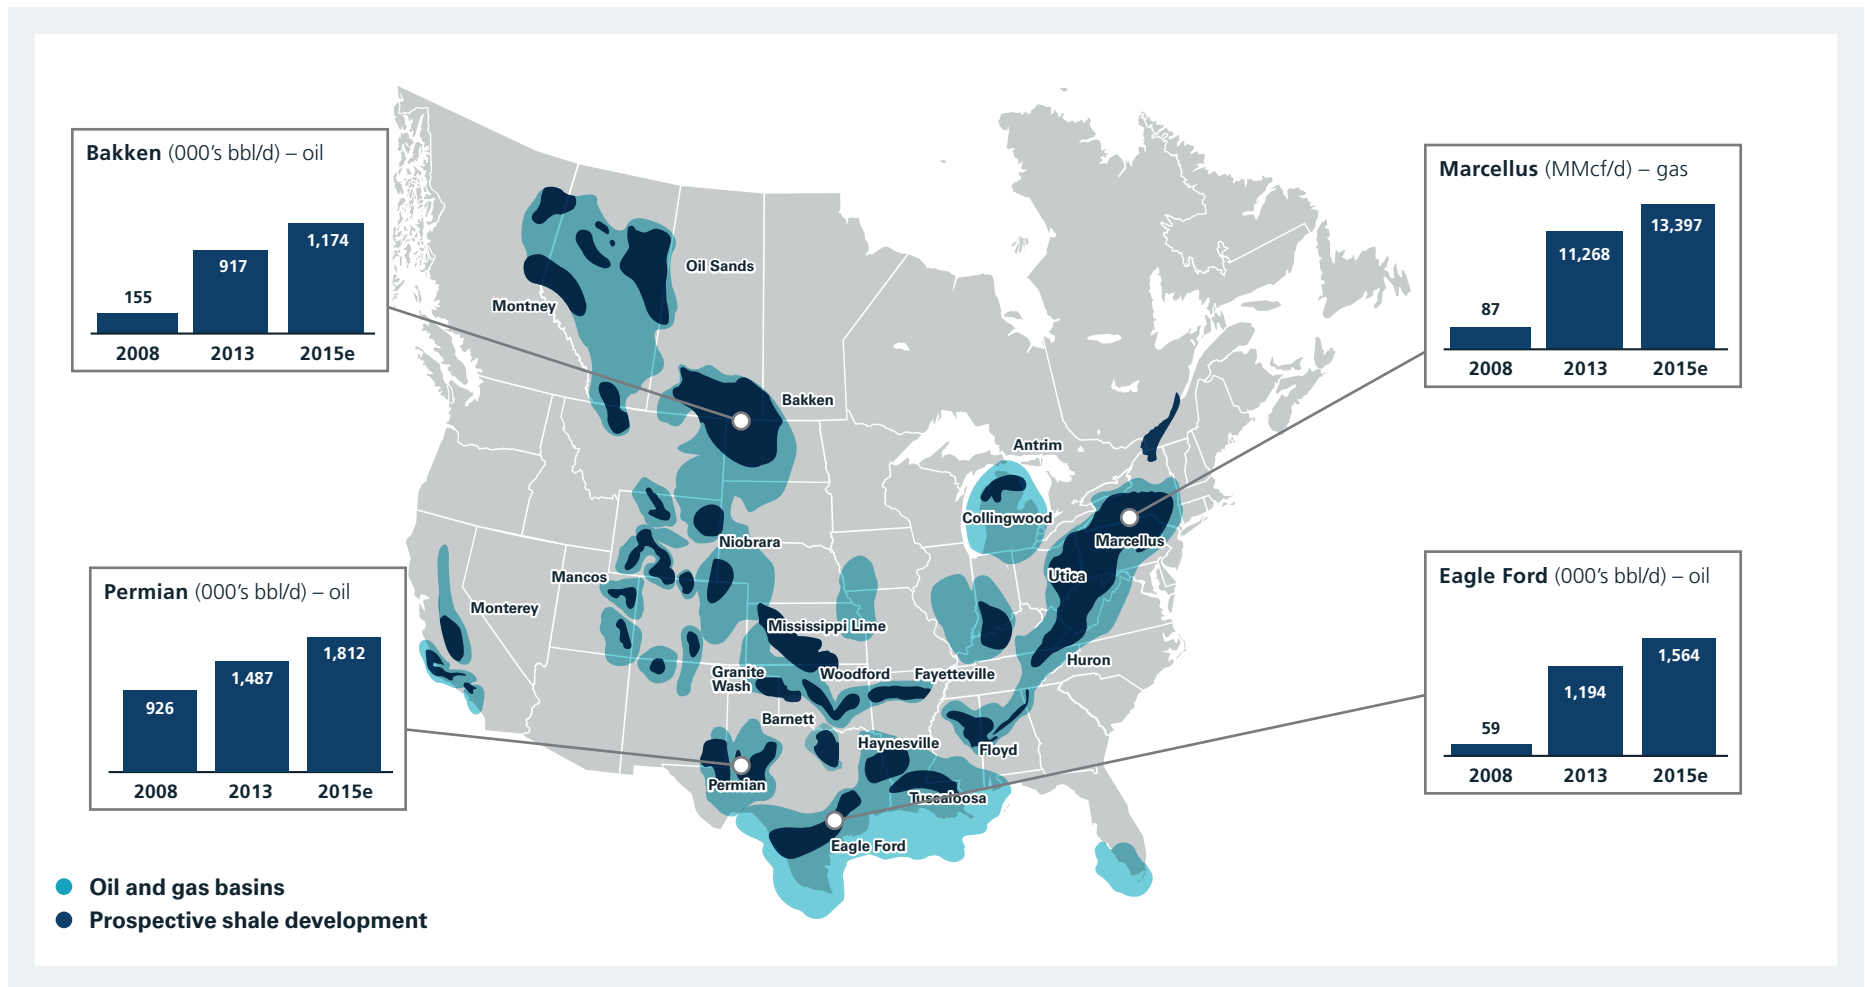 Bakken (000's bbl/d) – oil
155
917
1,174
2008
2013
2015e
Marcellus (MMcf/d) – gas
87
11,268
13,397
2008
2013
2015e
Permian (000's bbl/d) – oil
926
1,487
1,812
2008
2013
2015e
Eagle Ford (000's bbl/d) – oil
59
1,194
1,564
2008
2013
2015e
Oil Sands
Montney
Bakken
Antrim
Collingwood
Niobrara
Marcellus
Mancos
Utica
Monterey
Mississippi Lime
Huron
Granite
Wash
Woodford
Fayetteville
Barnett
Haynesville
Floyd
Permian
Tuscaloosa
Eagle Ford
Oil and gas basins
Prospective shale development